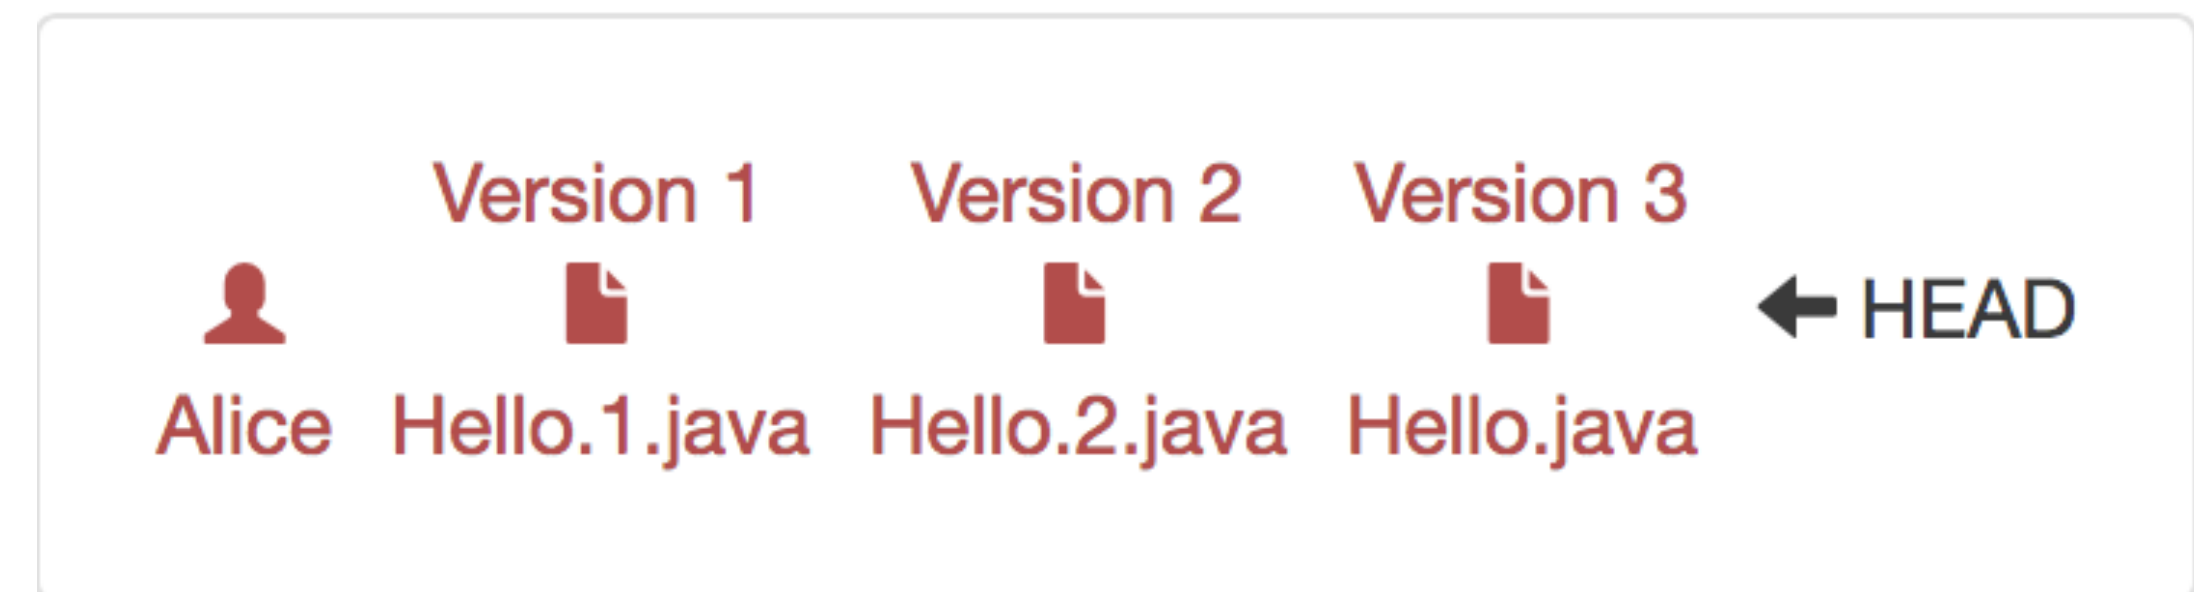 Version 1 Version 2 Version 3
HEAD
Alice Hello.1.java Hello.2.java Hello.java